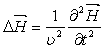 ΔH⃗ = 1/υ² ∂²H⃗/∂t²